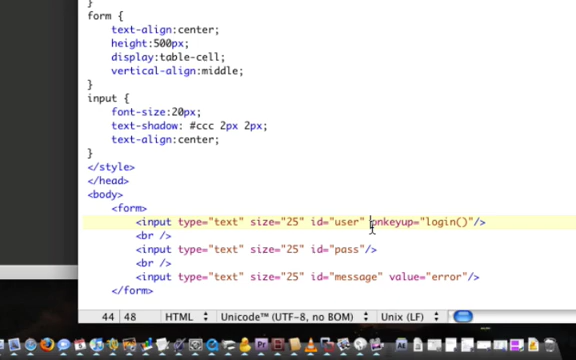 }
form {
text-align:center;
height:500px;
display:table-cell;
vertical-align:middle;
}
input {
font-size:20px;
text-shadow: #ccc 2px 2px;
text-align:center;
}
</style>
</head>
<body>
<form>
<input type="text" size="25" id="user" onkeyup="login()"/>
<br />
<input type="text" size="25" id="pass"/>
<br />
<input type="text" size="25" id="message" value="error"/>
</form>
44 48 HTML Unicode™ (UTF-8, no BOM) Unix (LF)